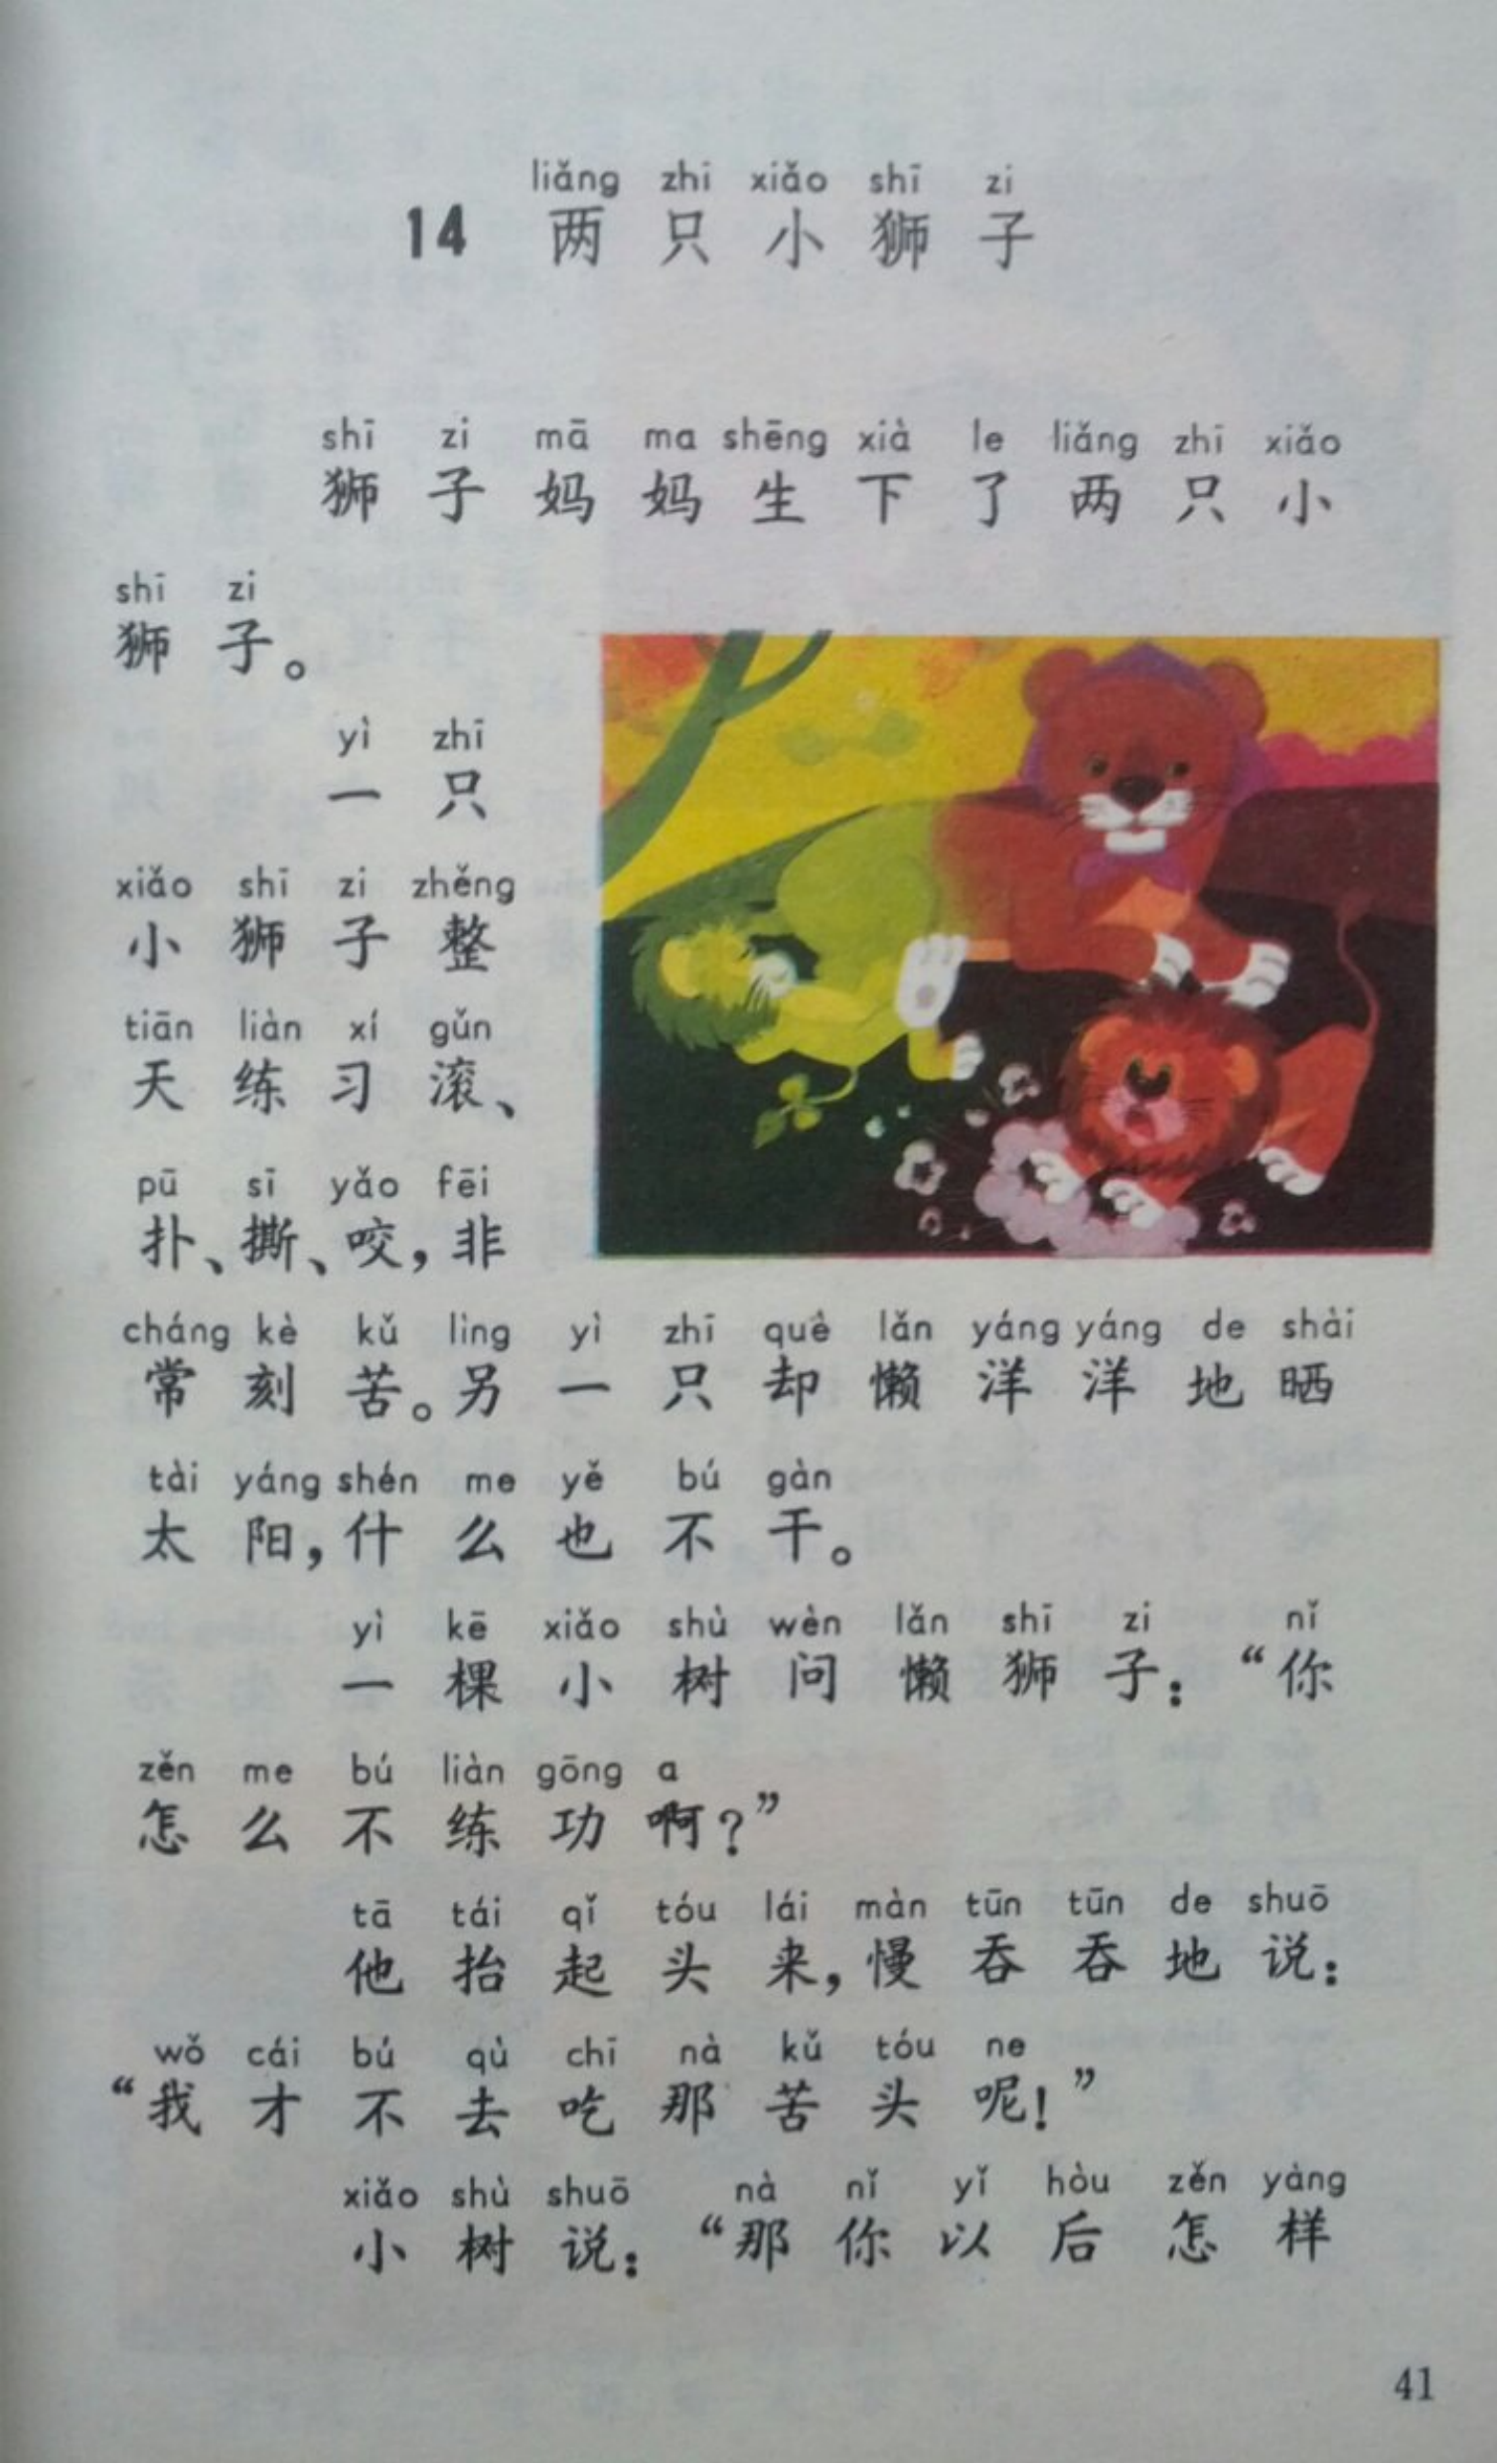 liǎng zhī xiǎo shī zi
14 两只小狮子
shī zi mā ma shēng xià le liǎng zhī xiǎo
狮子妈妈生下了两只小
shī zi
狮子。
yì zhī
一只
xiǎo shī zi zhěng
小狮子整
tiān liàn xí gǔn
天练习滚、
pū sī yǎo fēi
扑、撕、咬,非
cháng kè kǔ lìng yì zhī què lǎn yáng yáng de shài
常刻苦。另一只却懒洋洋地晒
tài yáng shén me yě bú gàn
太阳,什么也不干。
yì kē xiǎo shù wèn lǎn shī zi nǐ
一棵小树问懒狮子:“你
zěn me bú liàn gōng a
怎么不练功啊?”
tā tái qǐ tóu lái màn tūn tūn de shuō
他抬起头来,慢吞吞地说:
wǒ cái bú qù chī nà kǔ tóu ne
“我才不去吃那苦头呢!”
xiǎo shù shuō nà nǐ yǐ hòu zěn yàng
小树说:“那你以后怎样
41